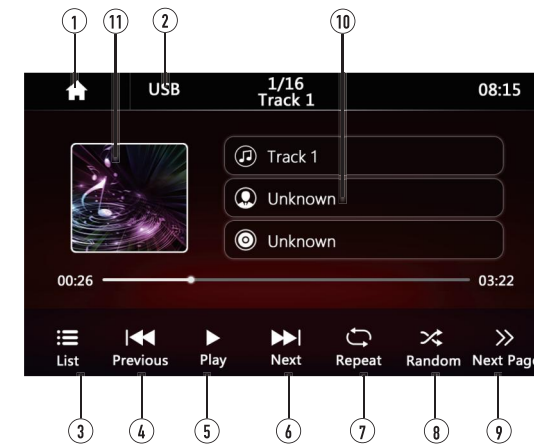 1
11
2
10
USB
1/16
Track 1
08:15
Track 1
Unknown
Unknown
00:26
03:22
List
Previous
Play
Next
Repeat
Random
Next Pag
3
4
5
6
7
8
9